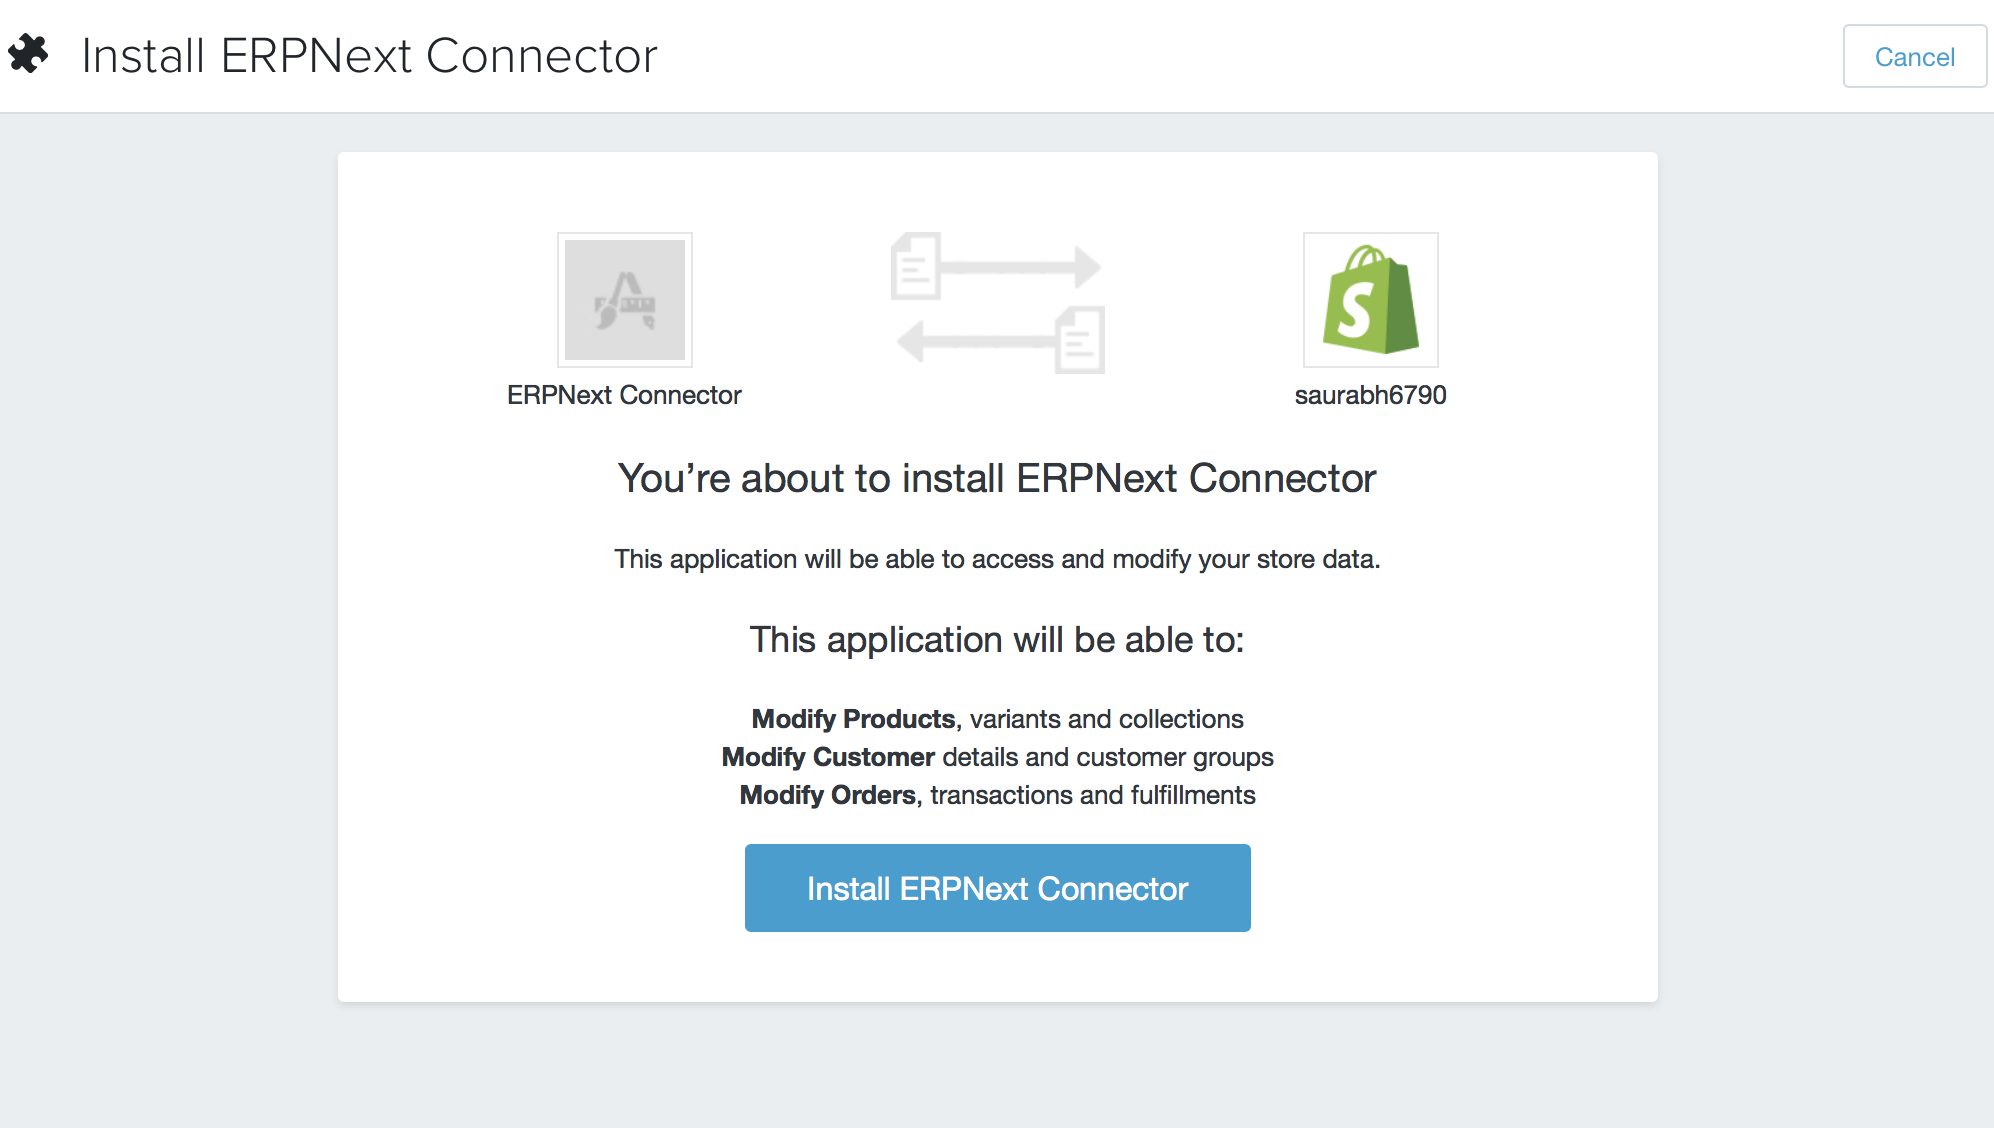 Install ERPNext Connector
Cancel
ERPNext Connector
saurabh6790
You’re about to install ERPNext Connector
This application will be able to access and modify your store data.
This application will be able to:
Modify Products, variants and collections
Modify Customer details and customer groups
Modify Orders, transactions and fulfillments
Install ERPNext Connector